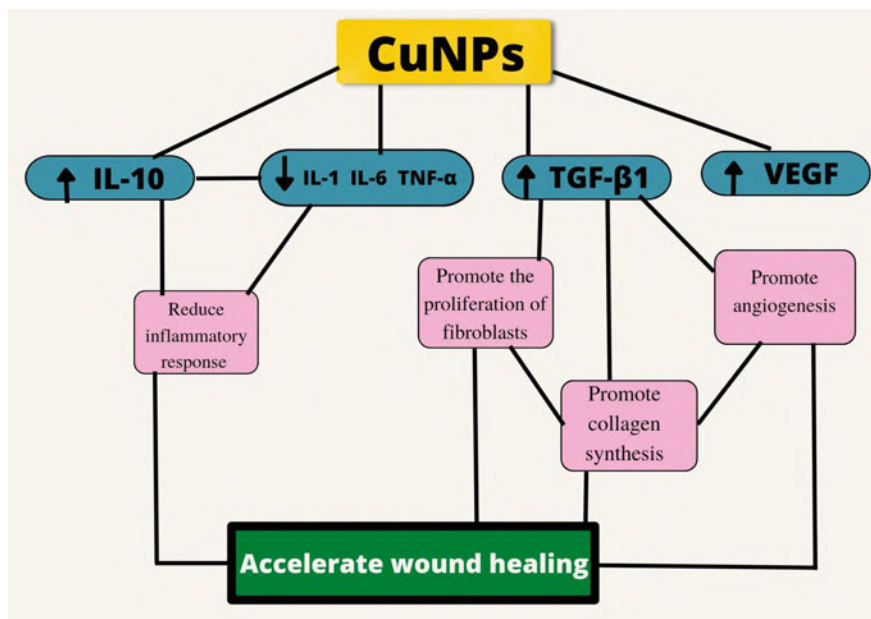 CuNPs
↑ IL-10
↓ IL-1 IL-6 TNF-α
↑ TGF-β1
↑ VEGF
Reduce
inflammatory
response
Promote the
proliferation of
fibroblasts
Promote
angiogenesis
Promote
collagen
synthesis
Accelerate wound healing